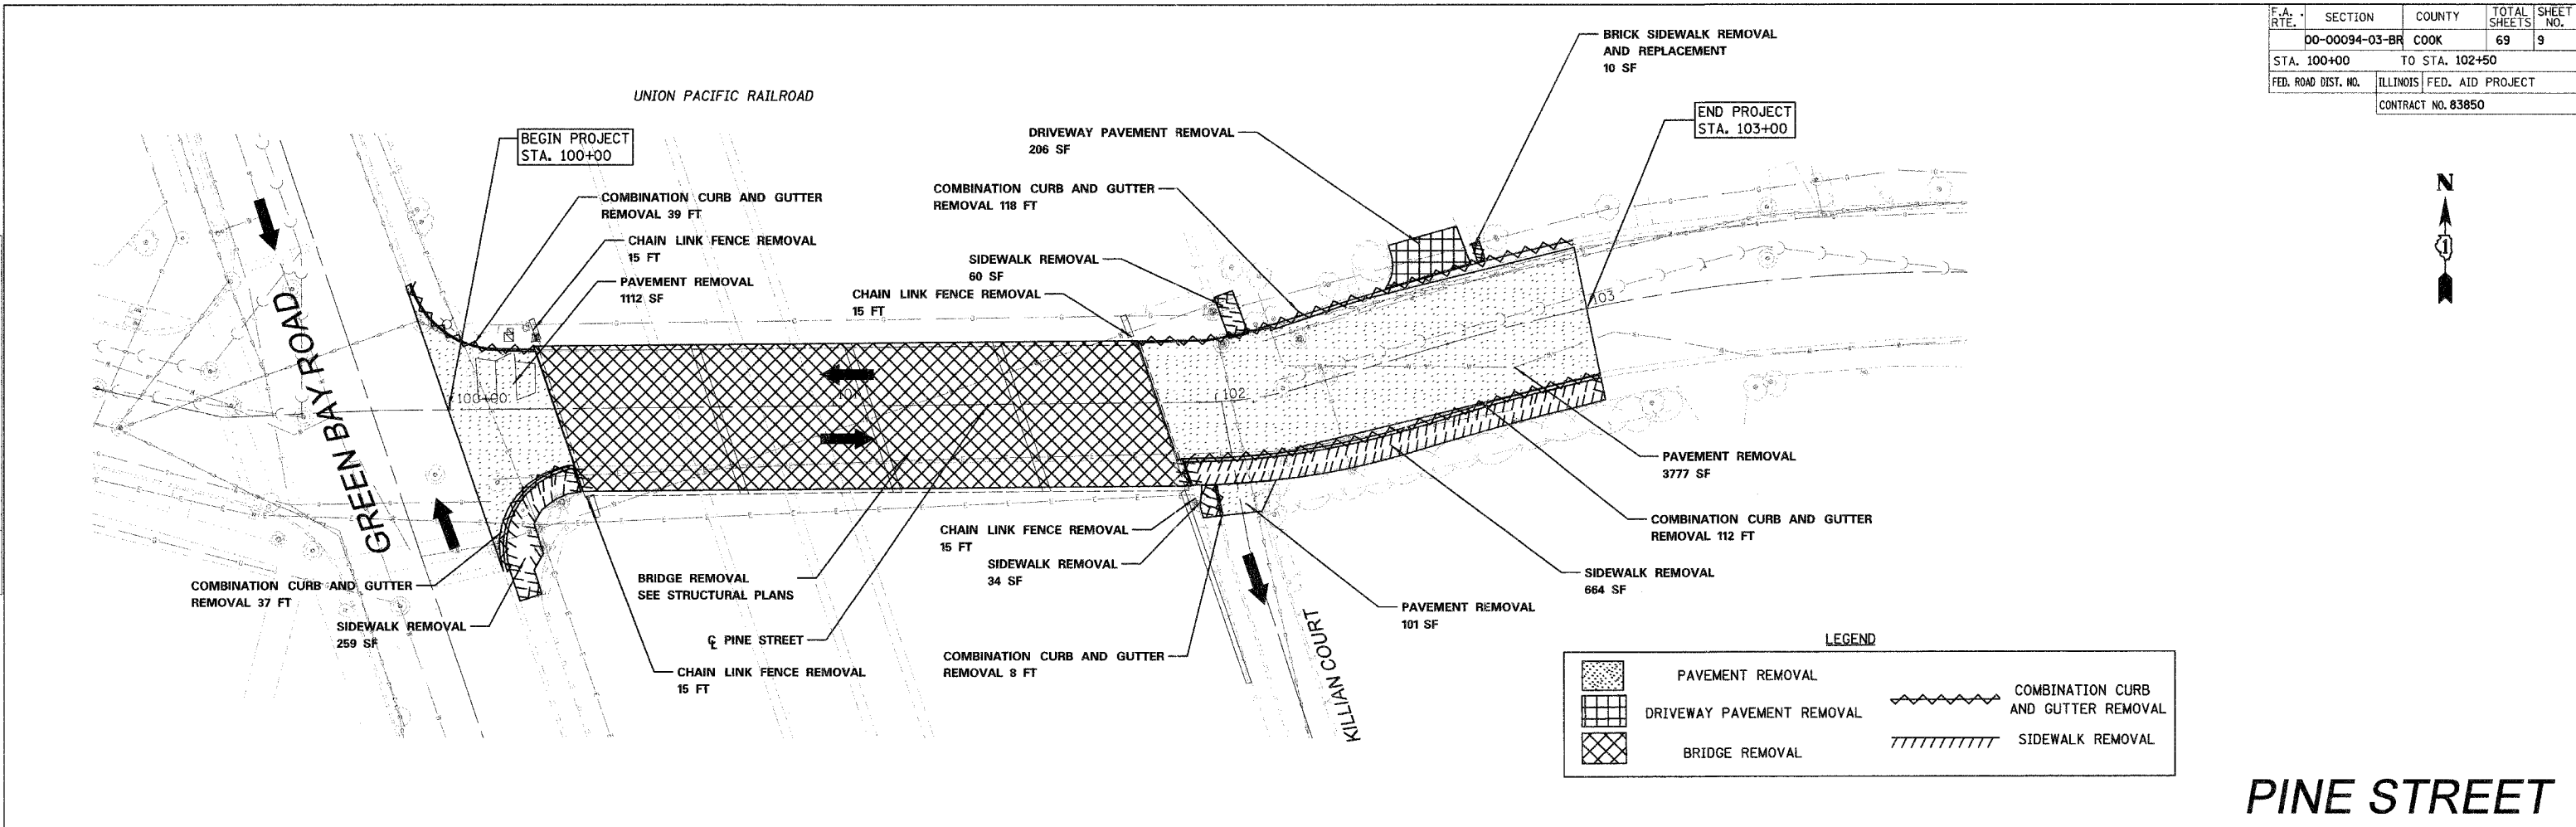 F.A. RTE. SECTION COUNTY TOTAL SHEETS SHEET NO.
00-00094-03-BR COOK 69 9
STA. 100+00 TO STA. 102+50
FED. ROAD DIST. NO. ILLINOIS FED. AID PROJECT
CONTRACT NO. 83850
BRICK SIDEWALK REMOVAL
AND REPLACEMENT
10 SF
UNION PACIFIC RAILROAD
END PROJECT
STA. 103+00
BEGIN PROJECT
STA. 100+00
DRIVEWAY PAVEMENT REMOVAL
206 SF
COMBINATION CURB AND GUTTER
REMOVAL 39 FT
COMBINATION CURB AND GUTTER
REMOVAL 118 FT
CHAIN LINK FENCE REMOVAL
15 FT
SIDEWALK REMOVAL
60 SF
PAVEMENT REMOVAL
1112 SF
CHAIN LINK FENCE REMOVAL
15 FT
N
1
GREEN BAY ROAD
100+00
101
102
103
PAVEMENT REMOVAL
3777 SF
COMBINATION CURB AND GUTTER
REMOVAL 112 FT
CHAIN LINK FENCE REMOVAL
15 FT
SIDEWALK REMOVAL
34 SF
SIDEWALK REMOVAL
664 SF
BRIDGE REMOVAL
SEE STRUCTURAL PLANS
COMBINATION CURB AND GUTTER
REMOVAL 37 FT
PAVEMENT REMOVAL
101 SF
SIDEWALK REMOVAL
259 SF
℄ PINE STREET
COMBINATION CURB AND GUTTER
REMOVAL 8 FT
CHAIN LINK FENCE REMOVAL
15 FT
KILLIAN COURT
LEGEND
PAVEMENT REMOVAL
DRIVEWAY PAVEMENT REMOVAL
BRIDGE REMOVAL
COMBINATION CURB
AND GUTTER REMOVAL
SIDEWALK REMOVAL
PINE STREET